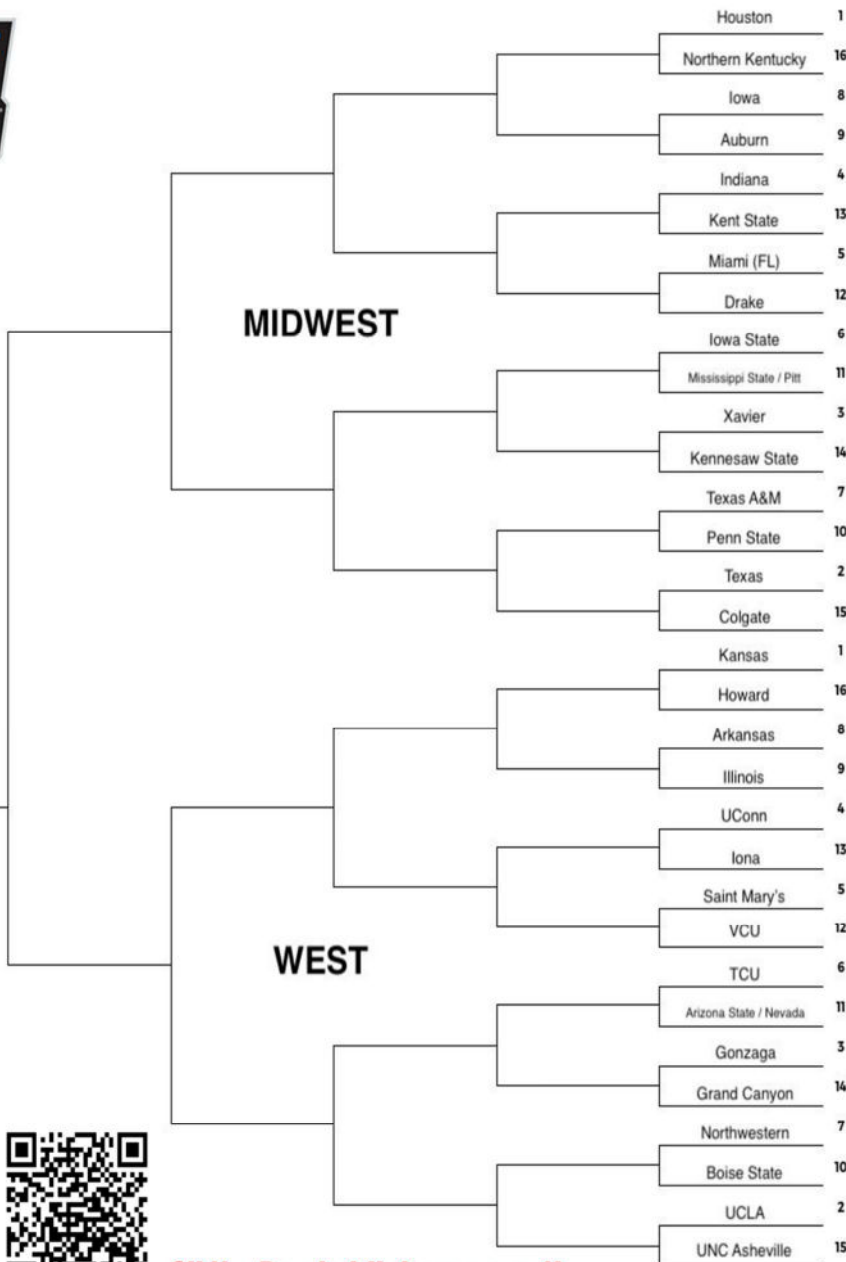 Houston 1
Northern Kentucky 16
Iowa 8
Auburn 9
Indiana 4
Kent State 13
Miami (FL) 5
Drake 12
MIDWEST
Iowa State 6
Mississippi State / Pitt 11
Xavier 3
Kennesaw State 14
Texas A&M 7
Penn State 10
Texas 2
Colgate 15
Kansas 1
Howard 16
Arkansas 8
Illinois 9
UConn 4
Iona 13
Saint Mary's 5
VCU 12
WEST
TCU 6
Arizona State / Nevada 11
Gonzaga 3
Grand Canyon 14
Northwestern 7
Boise State 10
UCLA 2
UNC Asheville 15